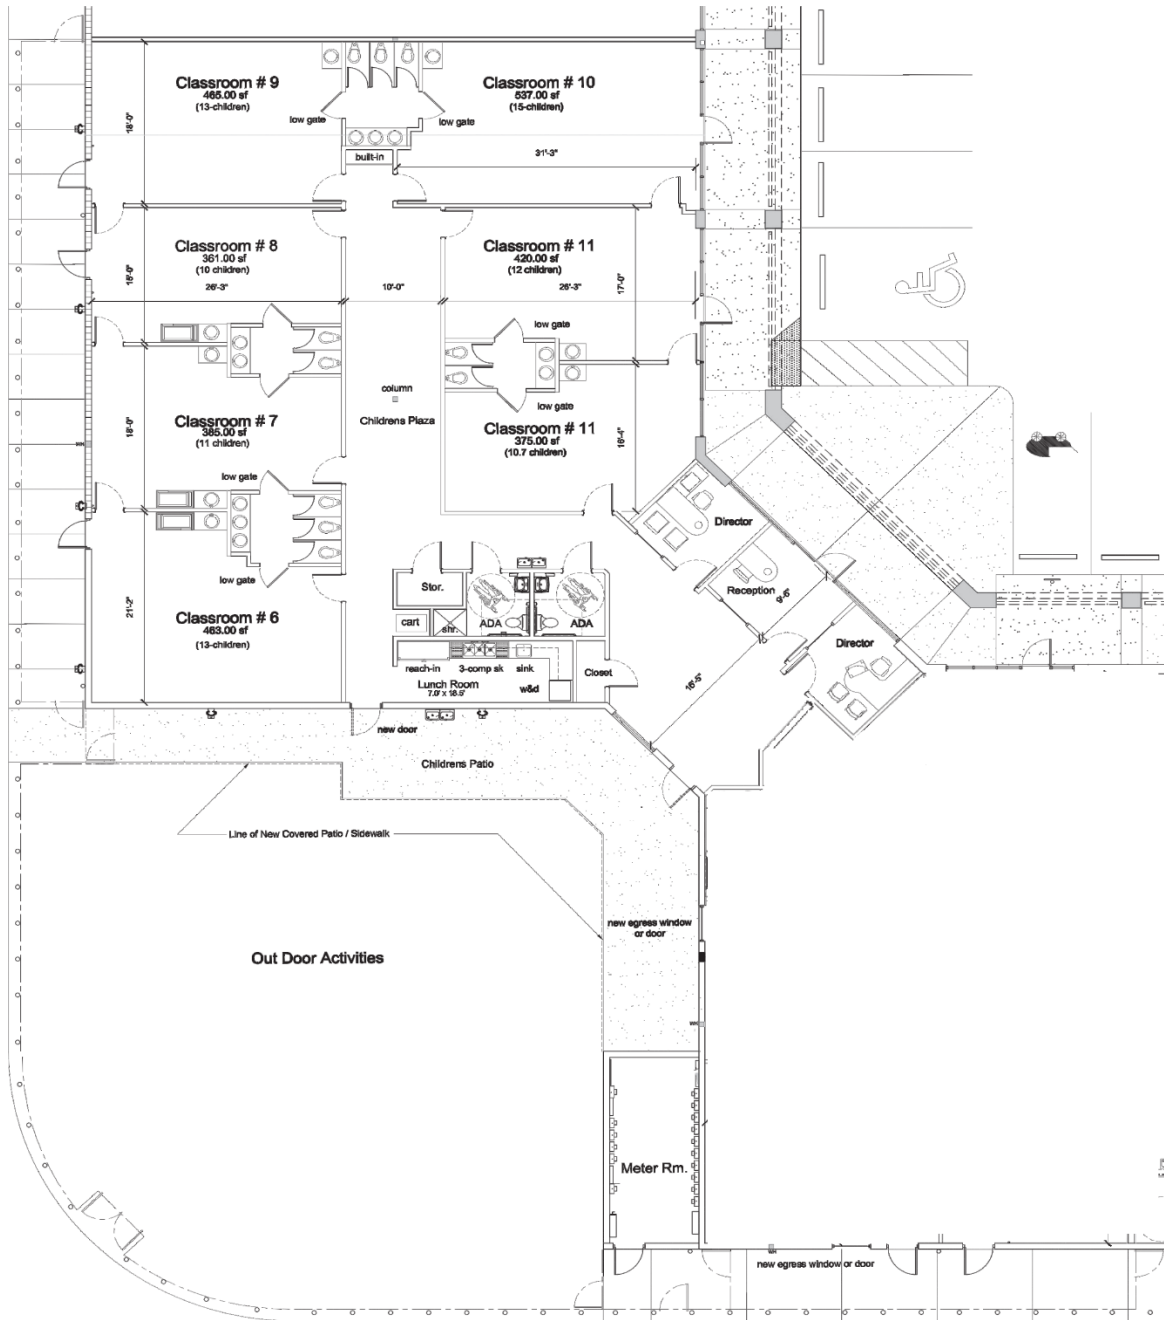 Classroom # 9
465.00 sf
(13-children)
Classroom # 10
537.00 sf
(15-children)
low gate
low gate
18'-0"
built-in
31'-3"
Classroom # 8
361.00 sf
(10 children)
26'-3"
15'-0"
10'-0"
Classroom # 11
420.00 sf
(12 children)
26'-3"
17'-0"
low gate
column
Childrens Plaza
low gate
Classroom # 7
385.00 sf
(11 children)
18'-0"
Classroom # 11
375.00 sf
(10.7 children)
16'-4"
low gate
Director
low gate
Stor.
Reception
9'-6"
21'-2"
Classroom # 6
463.00 sf
(13-children)
cart
shr.
ADA
ADA
Director
reach-in
3-comp sk
sink
Closet
Lunch Room
7.0' x 18.5'
w&d
new door
Childrens Patio
Line of New Covered Patio / Sidewalk
new egress window
or door
Out Door Activities
Meter Rm.
new egress window or door